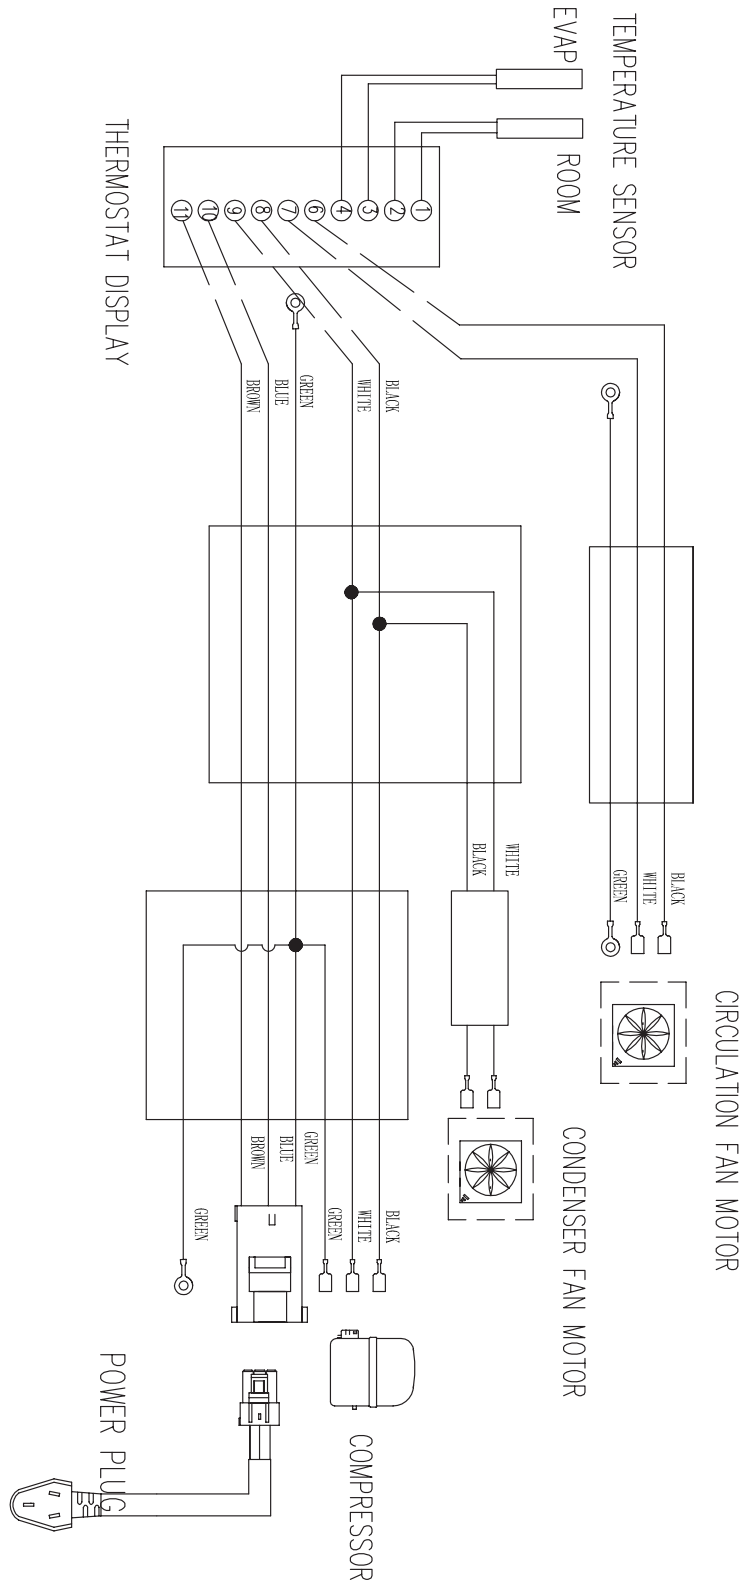 TEMPERATURE SENSOR
EVAP
ROOM
THERMOSTAT DISPLAY
11
10
9
8
7
6
4
3
2
1
BROWN
BLUE
GREEN
WHITE
BLACK
WHITE
BLACK
BLACK
WHITE
GREEN
CIRCULATION FAN MOTOR
CONDENSER FAN MOTOR
GREEN
BLUE
BROWN
GREEN
GREEN
WHITE
BLACK
COMPRESSOR
POWER PLUG